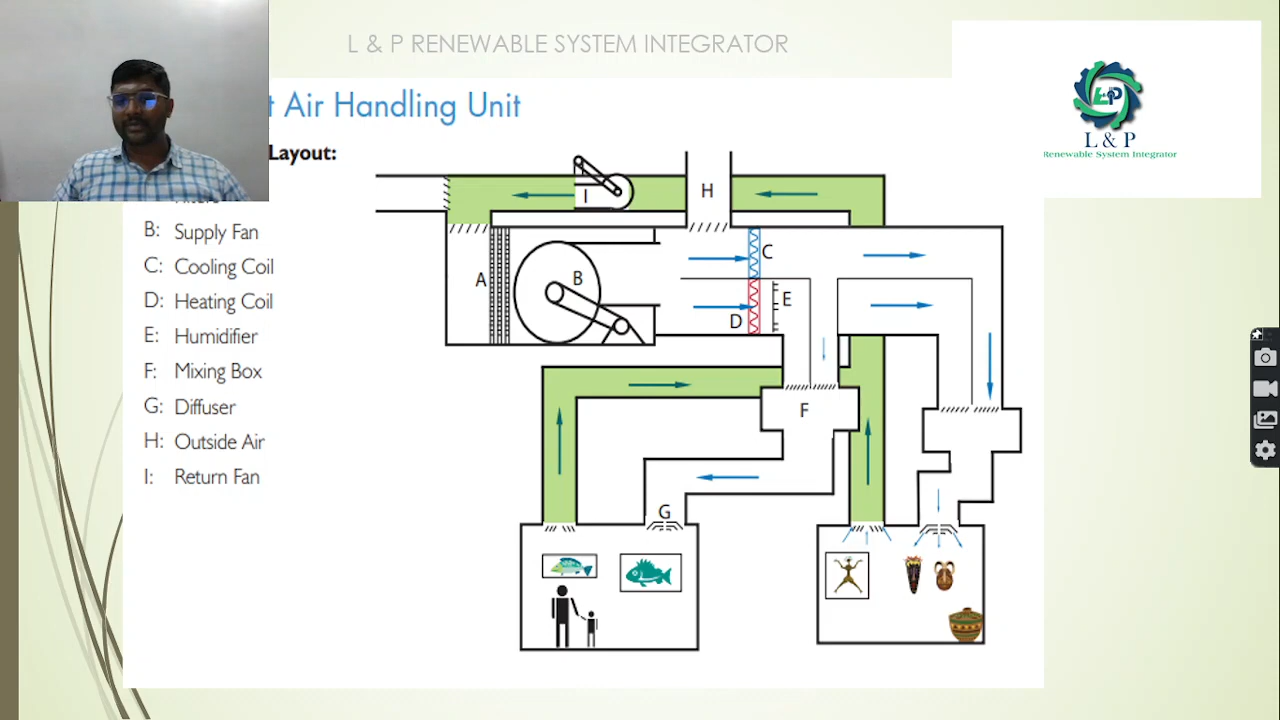 L & P RENEWABLE SYSTEM INTEGRATOR
L & P
Renewable System Integrator
t Air Handling Unit
Layout:
B: Supply Fan
C: Cooling Coil
D: Heating Coil
E: Humidifier
F: Mixing Box
G: Diffuser
H: Outside Air
I: Return Fan
I
H
A
B
C
D
E
F
G